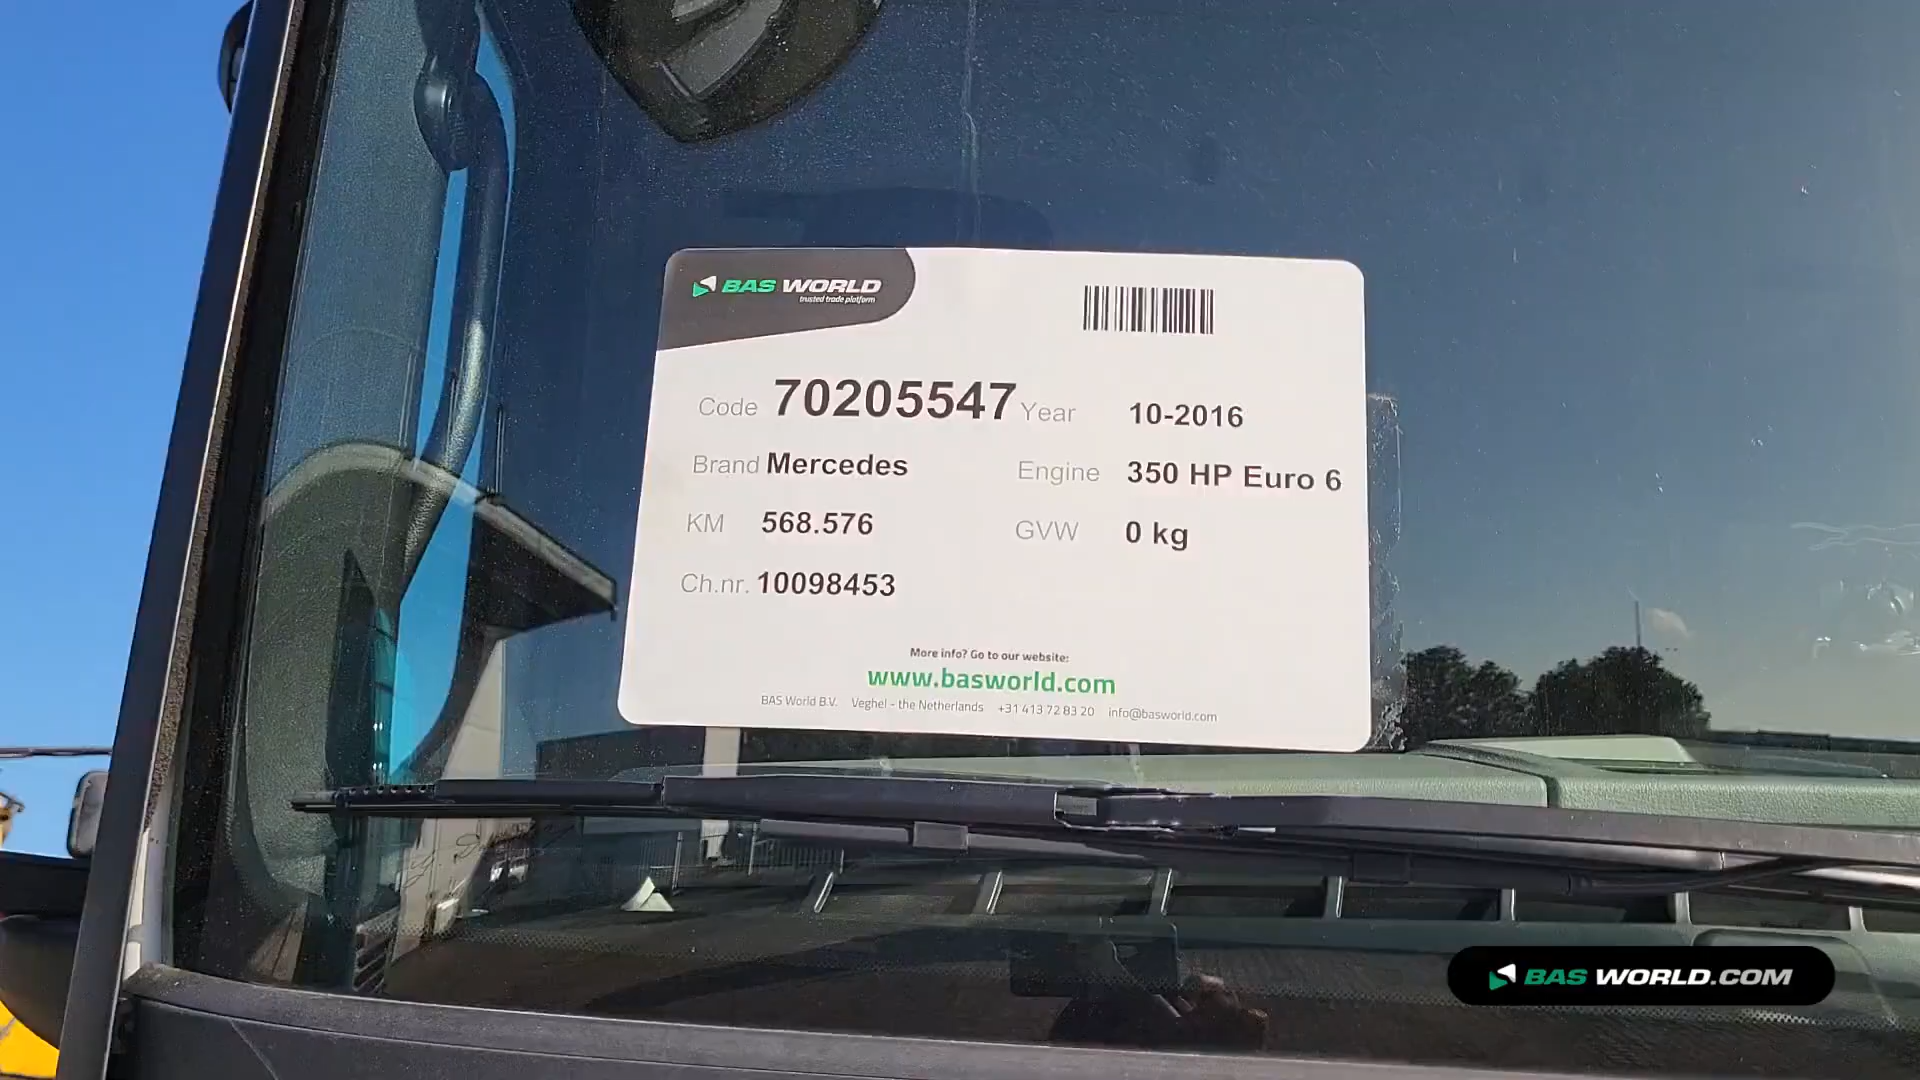 BAS WORLD
trusted trade platform
Code 70205547 Year 10-2016
Brand Mercedes Engine 350 HP Euro 6
KM 568.576 GVW 0 kg
Ch.nr. 10098453
More info? Go to our website:
www.basworld.com
BAS World B.V. Veghel - the Netherlands +31 413 72 83 20 info@basworld.com
BAS WORLD.COM